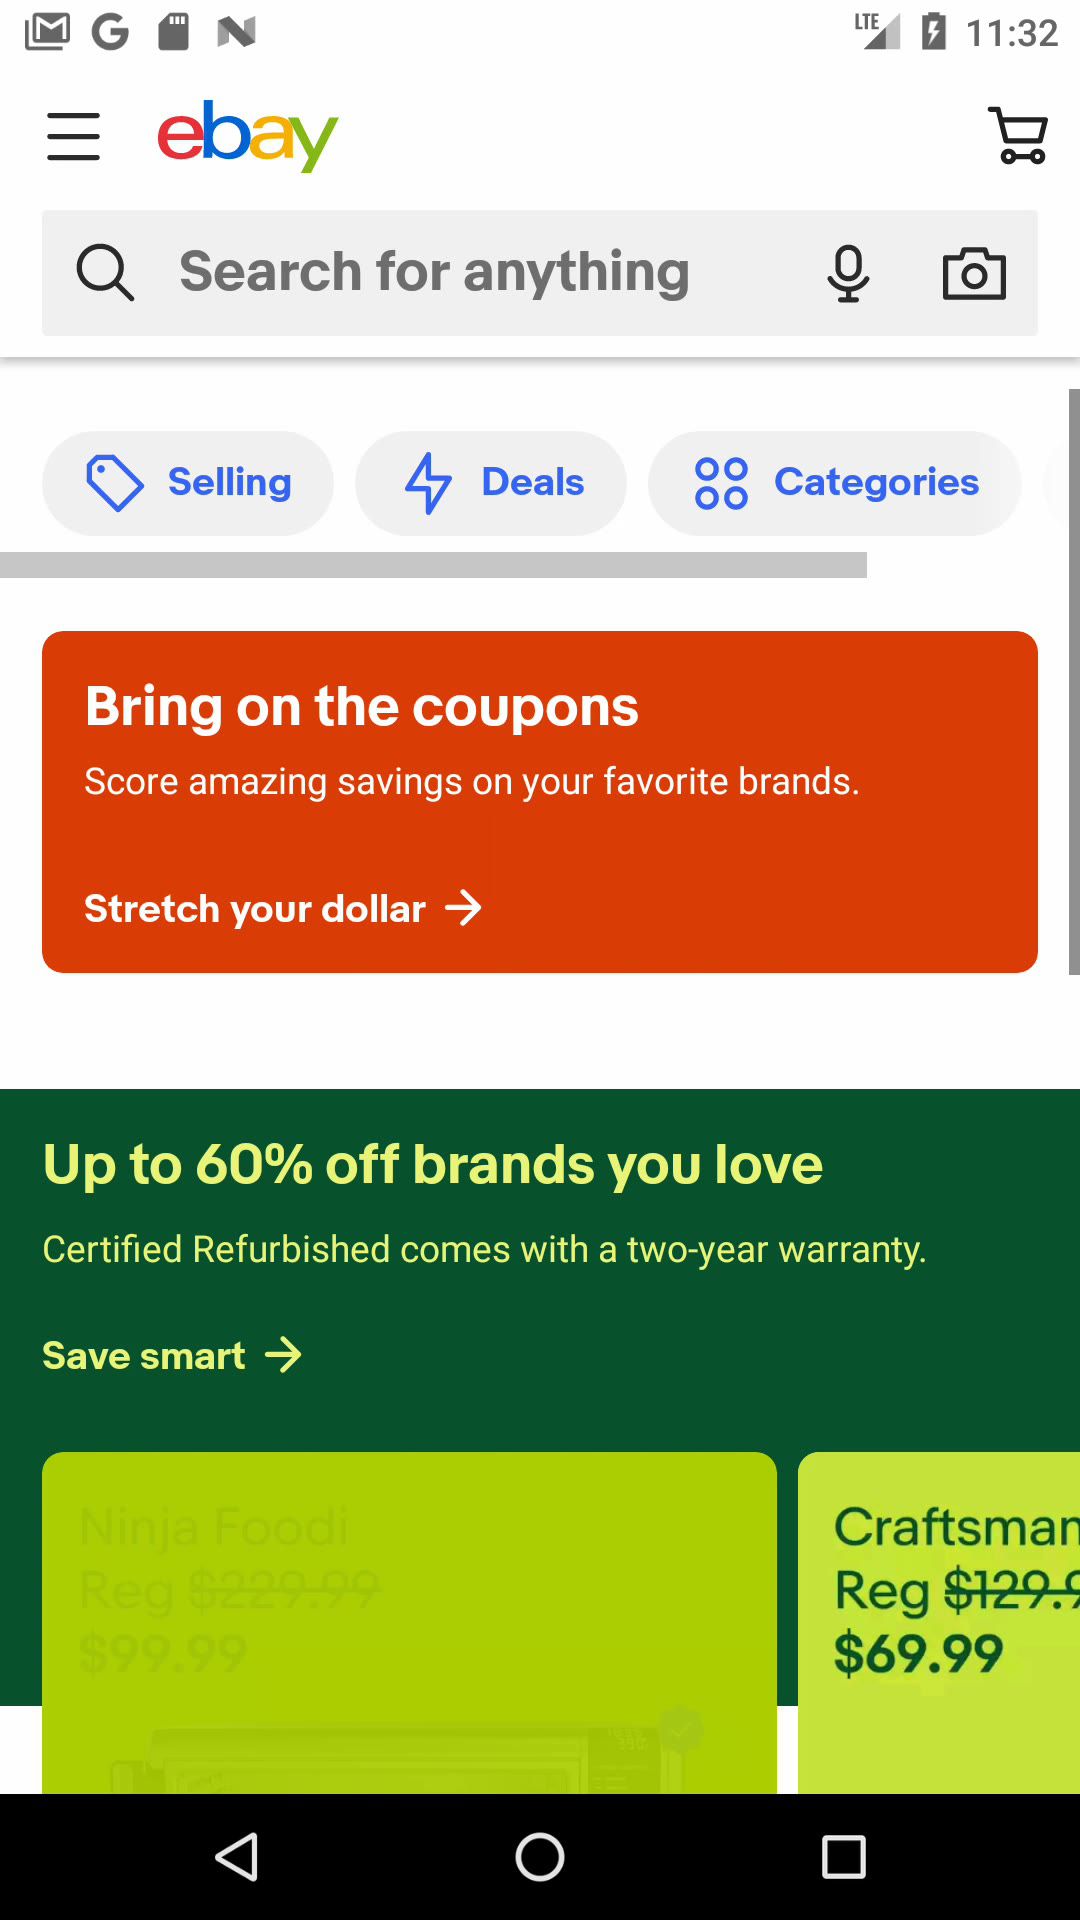 LTE 11:32
ebay
Search for anything
Selling Deals Categories
Bring on the coupons
Score amazing savings on your favorite brands.
Stretch your dollar
Up to 60% off brands you love
Certified Refurbished comes with a two-year warranty.
Save smart
Ninja Foodi
Reg $229.99
$99.99
Craftsman
Reg $129.9
$69.99